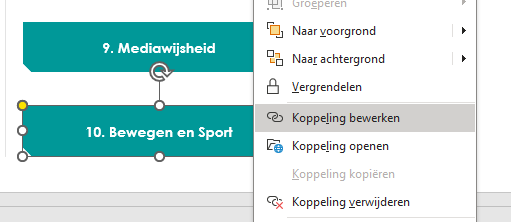 Groeperen
9. Mediawijsheid
Naar voorgrond
Naar achtergrond
Vergrendelen
10. Bewegen en Sport
Koppeling bewerken
Koppeling openen
Koppeling kopiëren
Koppeling verwijderen